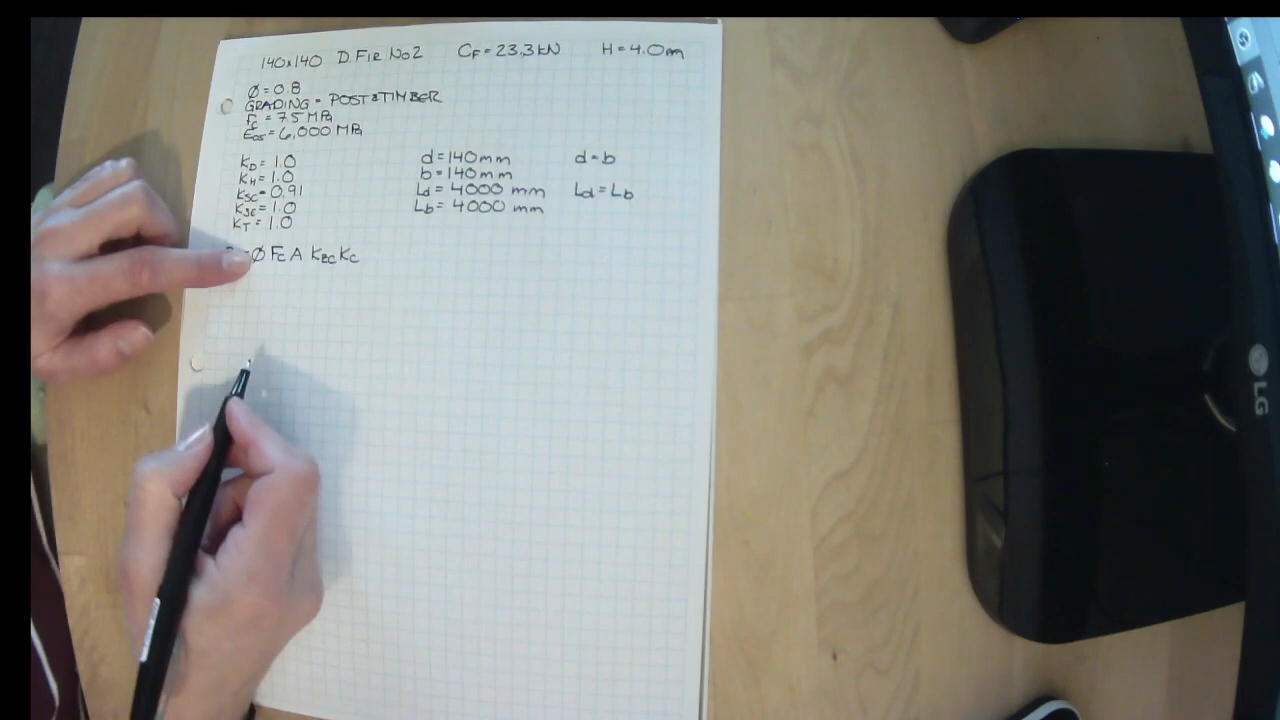 140x140 D.FIR No2 CF = 23.3 kN H = 4.0m
Ø = 0.8
GRADING = POST & TIMBER
Fc = 7.5 MPa
E05 = 6,000 MPa
KD = 1.0
KH = 1.0
KSC = 0.91
KSE = 1.0
KT = 1.0
d = 140mm d = b
b = 140mm
Ld = 4000 mm Ld = Lb
Lb = 4000 mm
= Ø Fc A KZC KC
LG